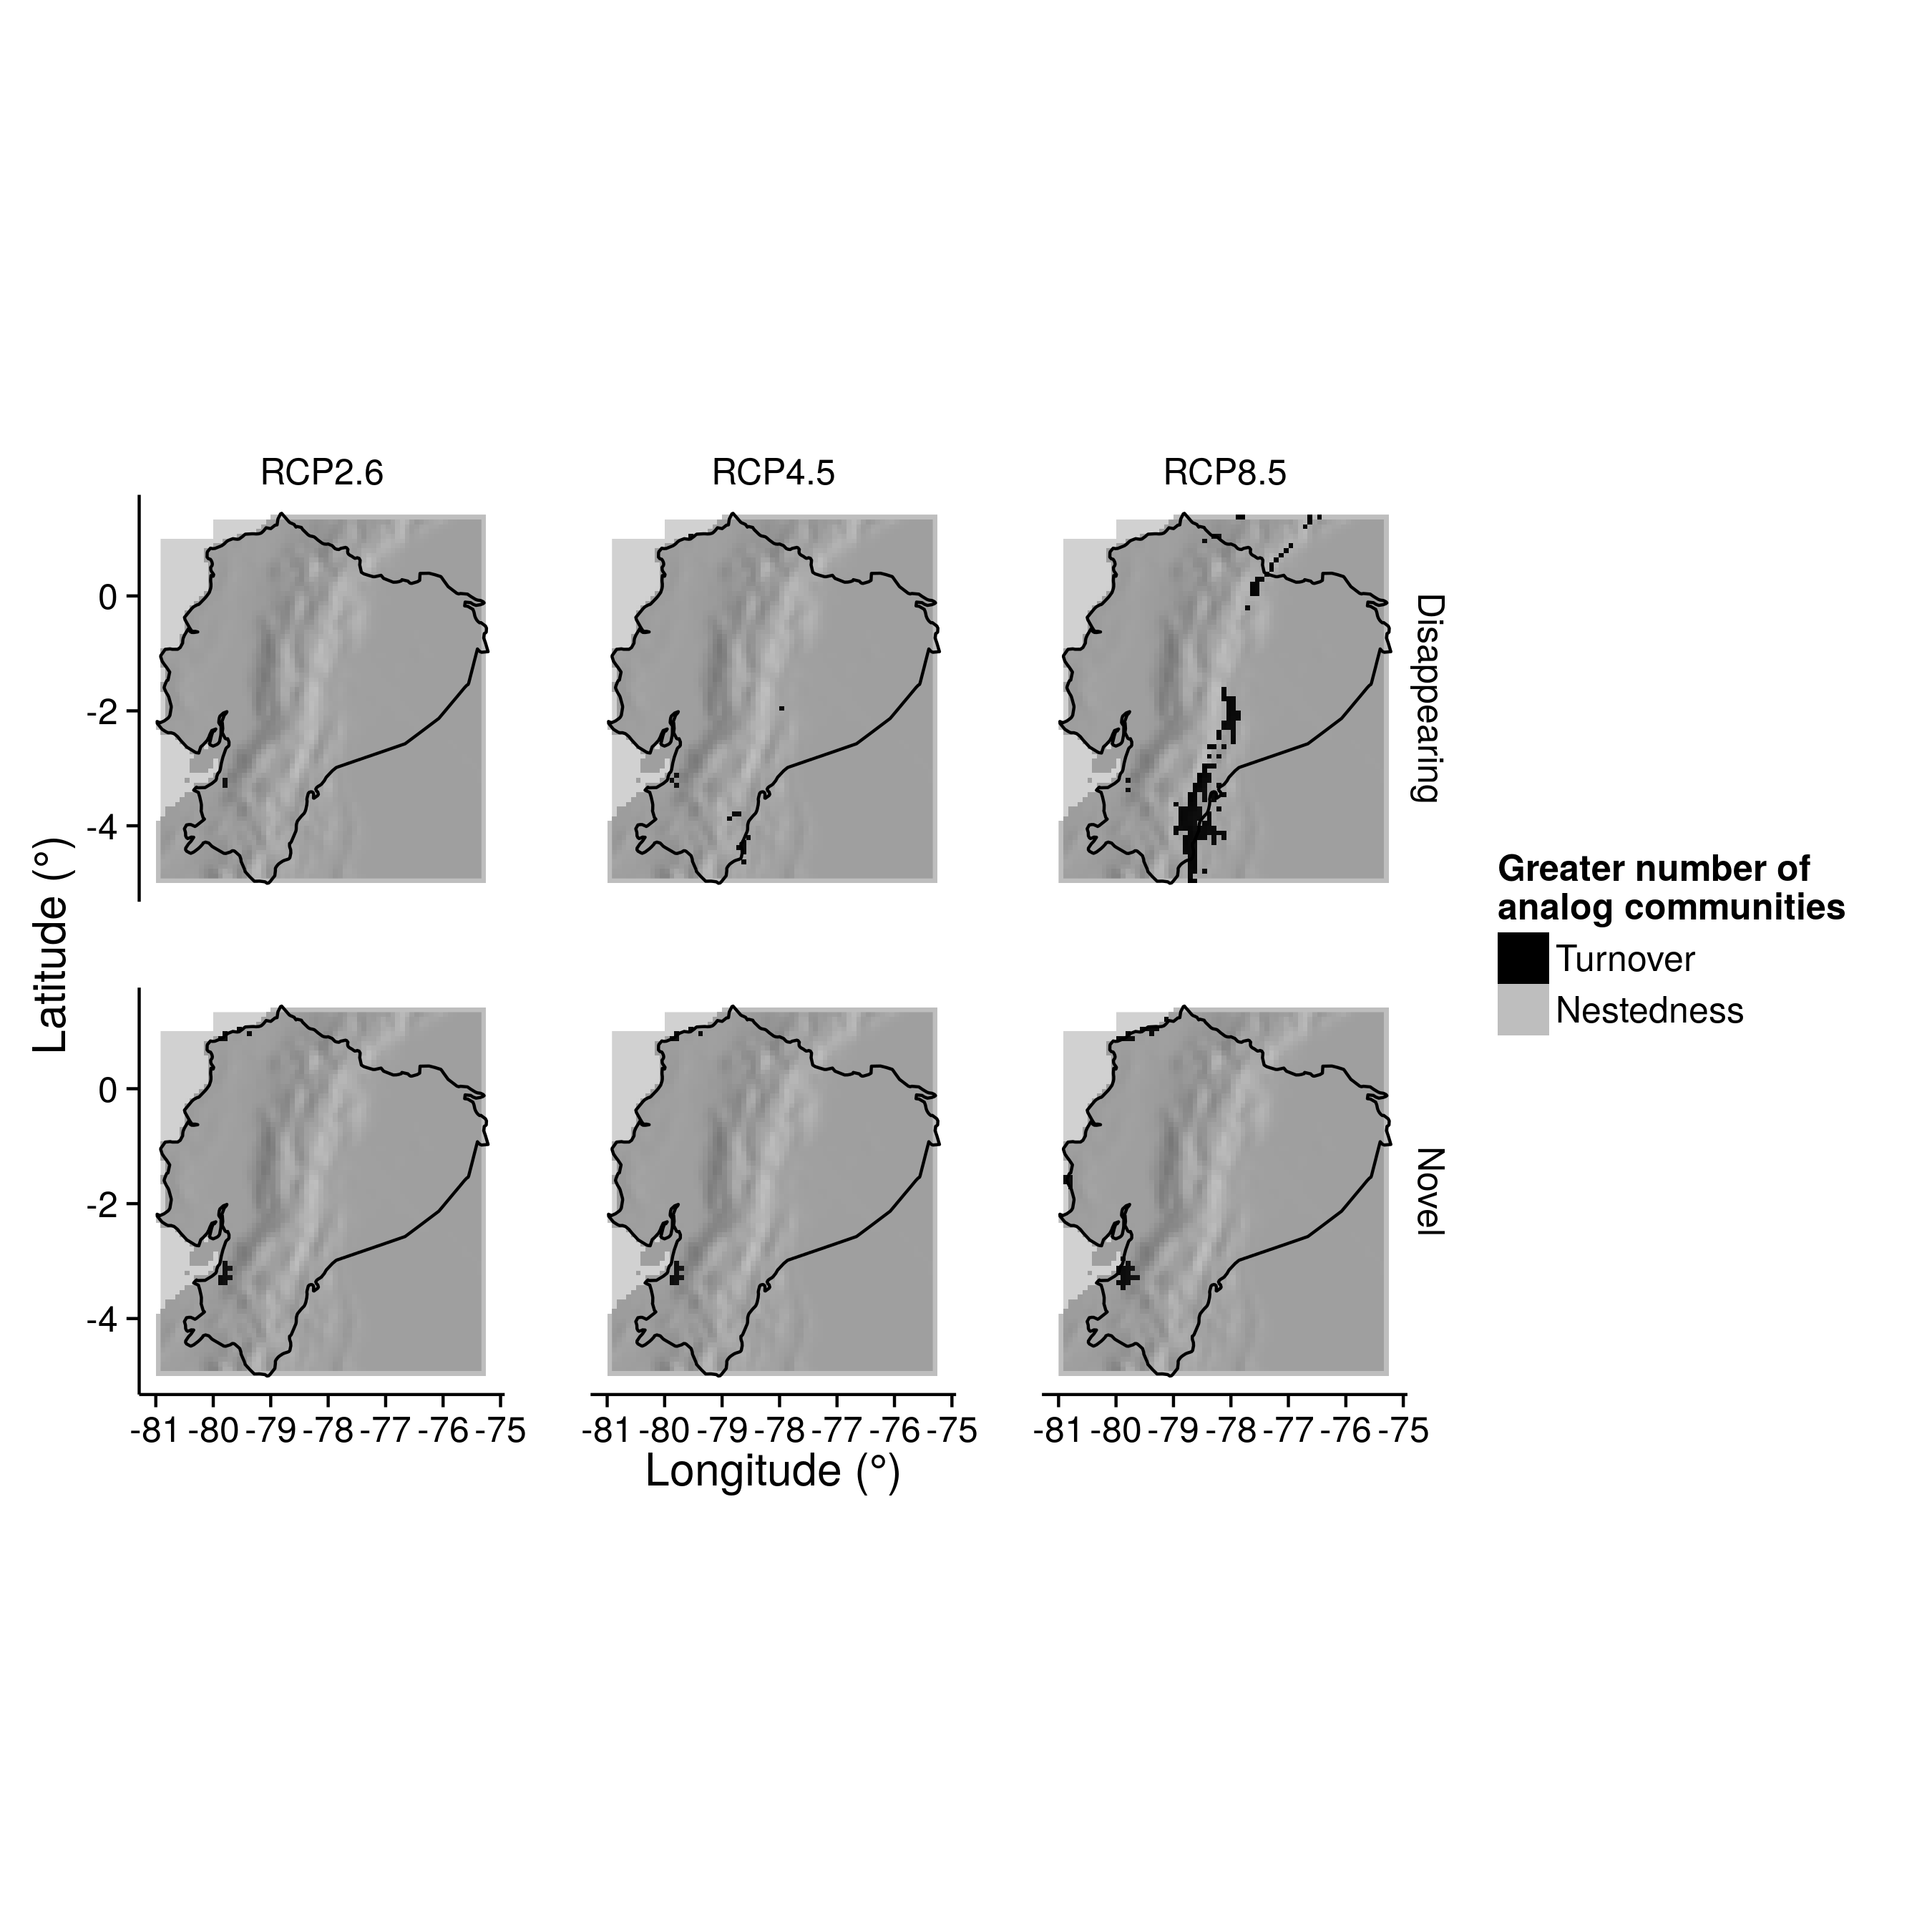 RCP2.6 RCP4.5 RCP8.5
0
-2
-4
Disappearing
Latitude (°)
Greater number of
analog communities
Turnover
Nestedness
0
-2
-4
Novel
-81 -80 -79 -78 -77 -76 -75 -81 -80 -79 -78 -77 -76 -75 -81 -80 -79 -78 -77 -76 -75
Longitude (°)